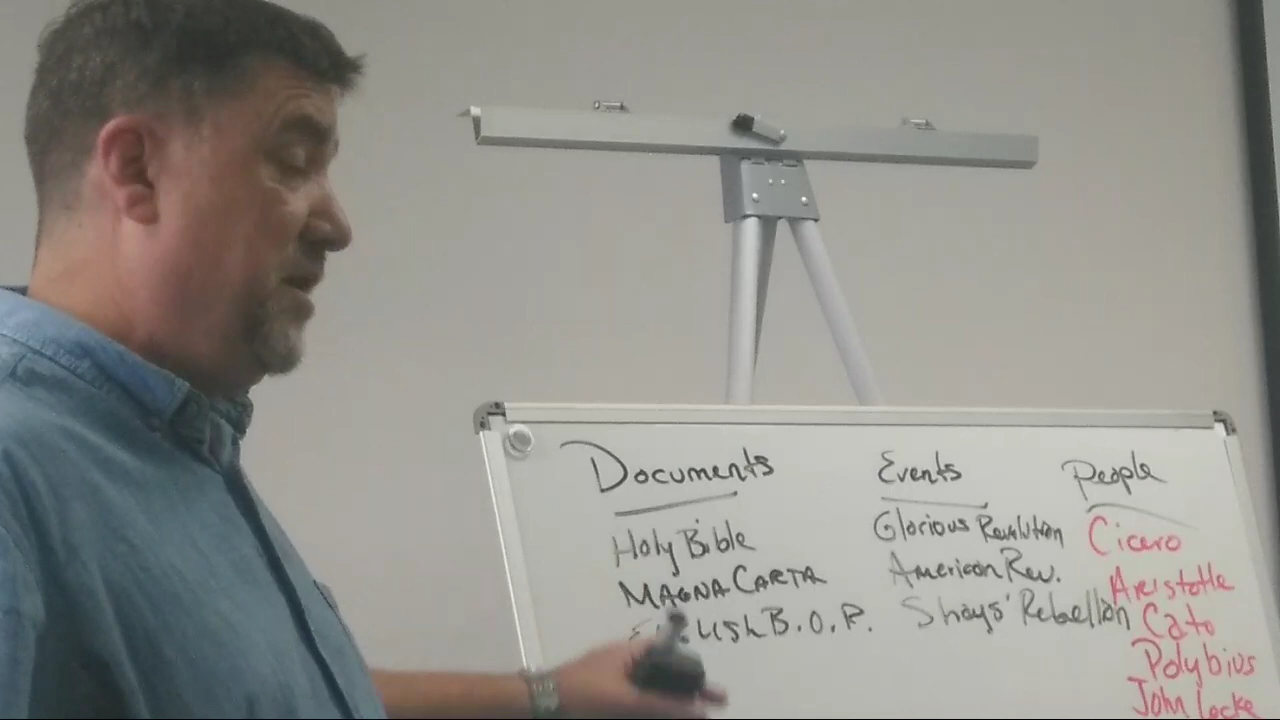 Documents
Holy Bible
MAGNA CARTA
B.O.R.
Events
Glorious Revolution
American Rev.
Shays' Rebellion
People
Cicero
Aristotle
Cato
Polybius
John Locke